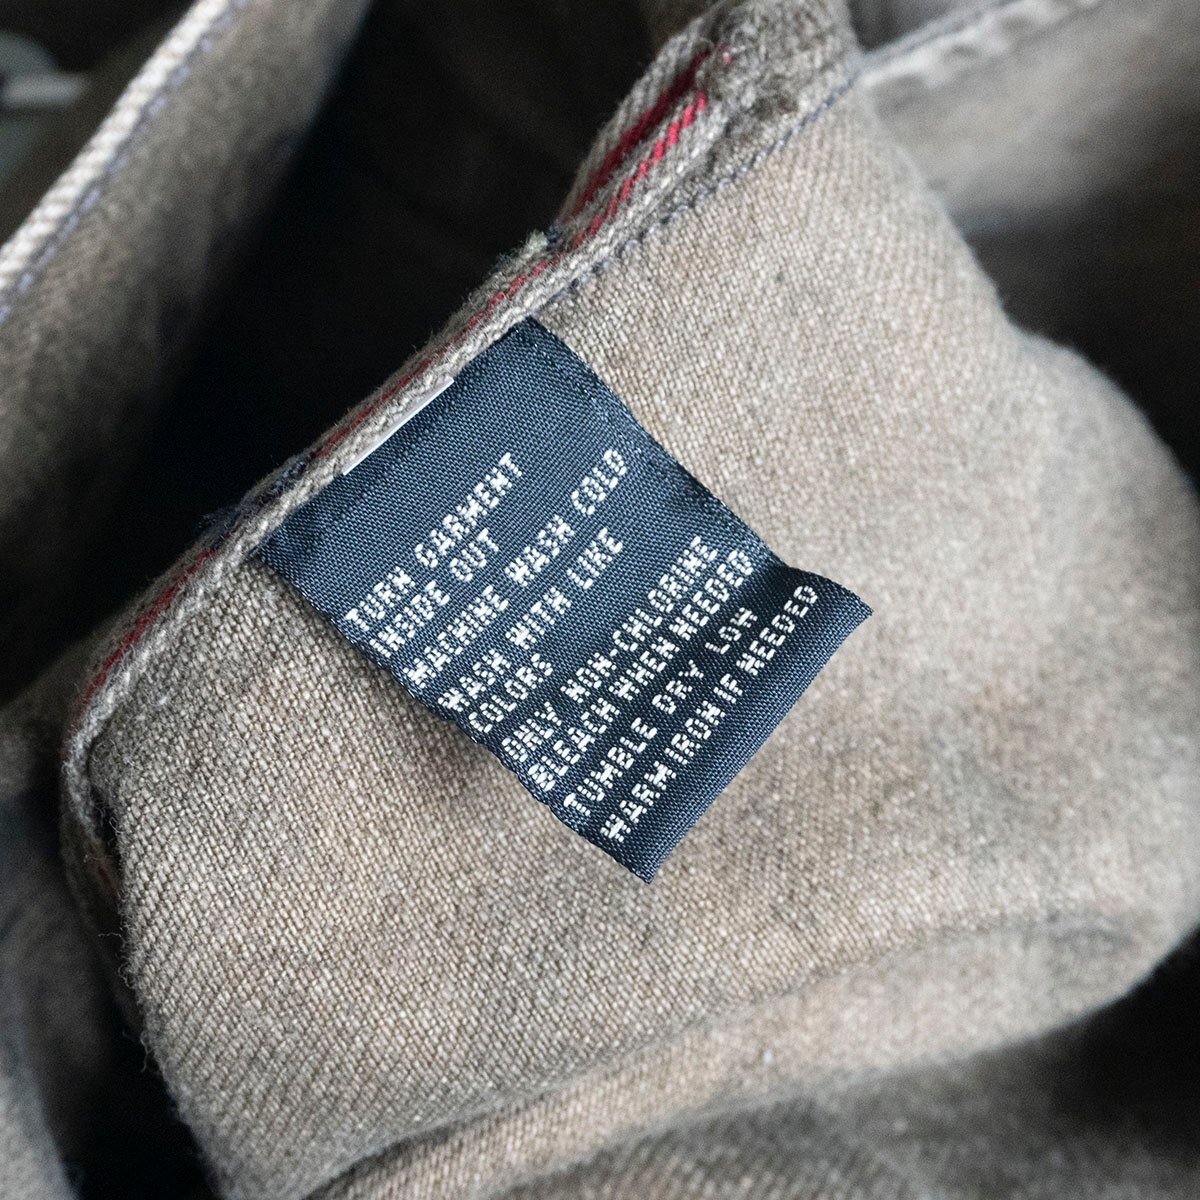 TURN GARMENT
INSIDE OUT
MACHINE WASH COLD
WASH WITH LIKE
COLORS
ONLY NON-CHLORINE
BLEACH WHEN NEEDED
TUMBLE DRY LOW
WARM IRON IF NEEDED